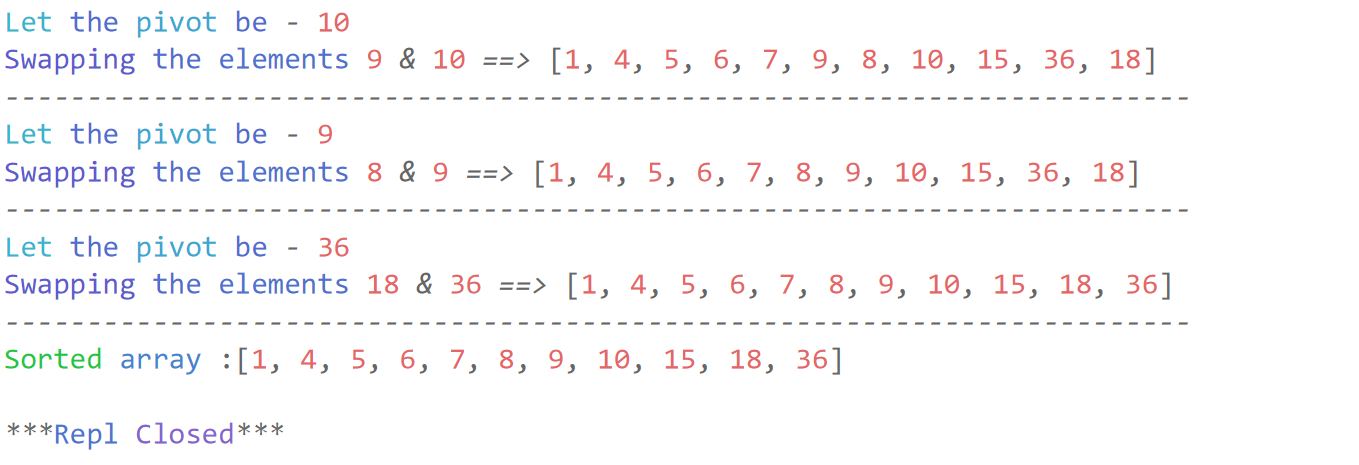 Let the pivot be - 10
Swapping the elements 9 & 10 ==> [1, 4, 5, 6, 7, 9, 8, 10, 15, 36, 18]
------------------------------------------------------------------------
Let the pivot be - 9
Swapping the elements 8 & 9 ==> [1, 4, 5, 6, 7, 8, 9, 10, 15, 36, 18]
------------------------------------------------------------------------
Let the pivot be - 36
Swapping the elements 18 & 36 ==> [1, 4, 5, 6, 7, 8, 9, 10, 15, 18, 36]
------------------------------------------------------------------------
Sorted array :[1, 4, 5, 6, 7, 8, 9, 10, 15, 18, 36]
***Repl Closed***